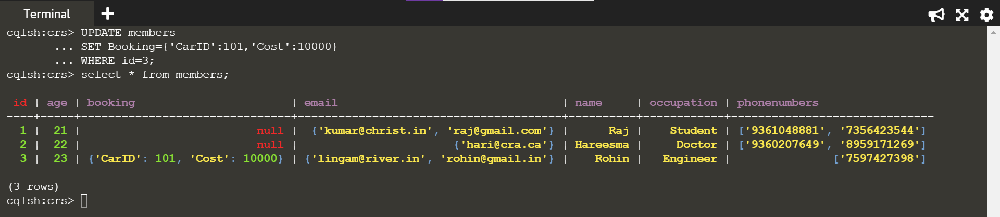 Terminal
cqlsh:crs> UPDATE members
... SET Booking={'CarID':101,'Cost':10000}
... WHERE id=3;
cqlsh:crs> select * from members;
id | age | booking | email | name | occupation | phonenumbers
----+-----+--------------------------------+----------------------------------------+----------+------------+-------------------------------
1 | 21 | null | {'kumar@christ.in', 'raj@gmail.com'} | Raj | Student | ['9361048881', '7356423544']
2 | 22 | null | {'hari@cra.ca'} | Hareesma | Doctor | ['9360207649', '8959171269']
3 | 23 | {'CarID': 101, 'Cost': 10000} | {'lingam@river.in', 'rohin@gmail.in'} | Rohin | Engineer | ['7597427398']
(3 rows)
cqlsh:crs>